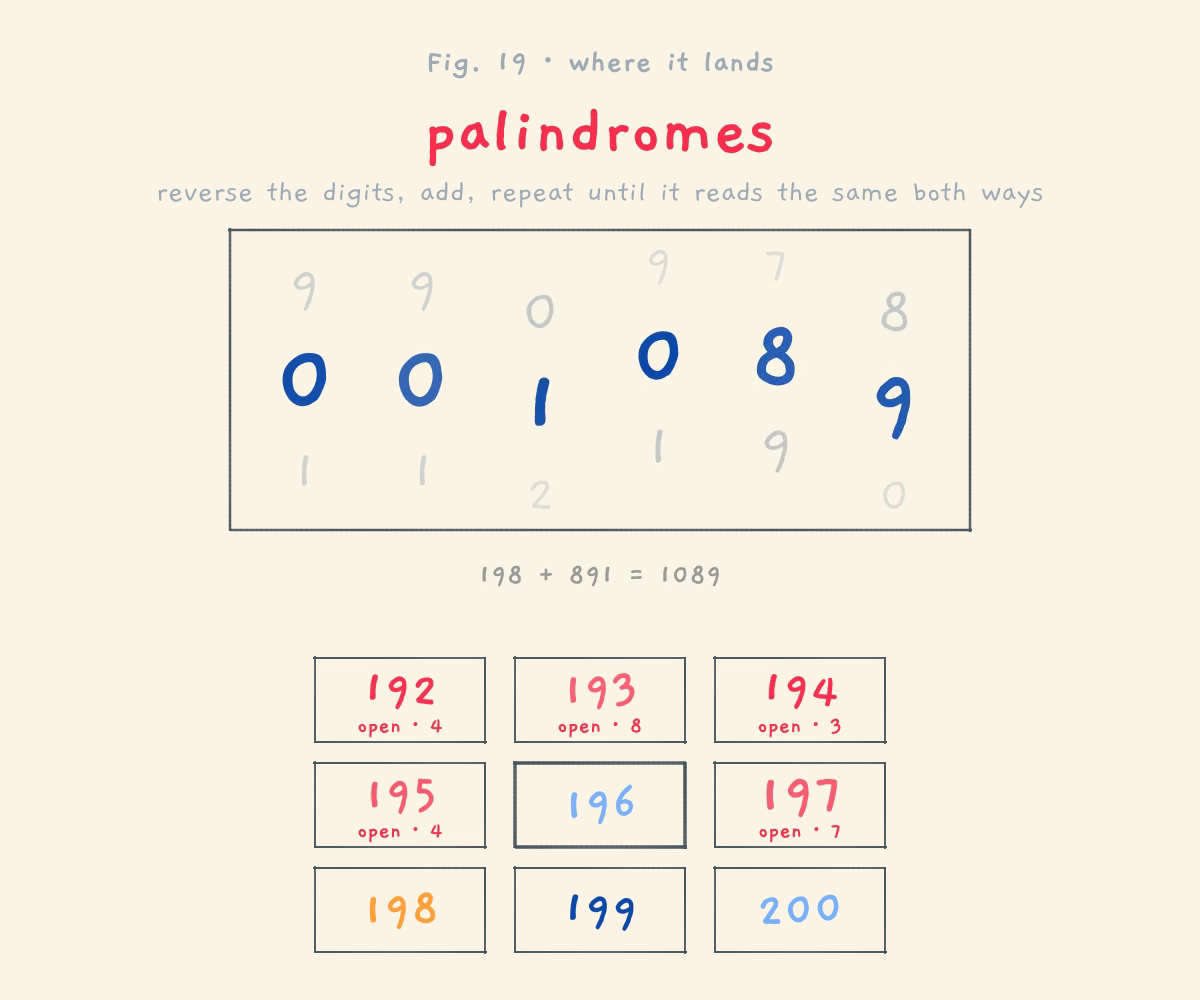 Fig. 19 · where it lands
palindromes
reverse the digits, add, repeat until it reads the same both ways
9 9 0 9 7 8
0 0 1 0 8 9
1 1 2 1 9 0
198 + 891 = 1089
192 193 194
open · 4 open · 8 open · 3
195 196 197
open · 4 open · 7
198 199 200